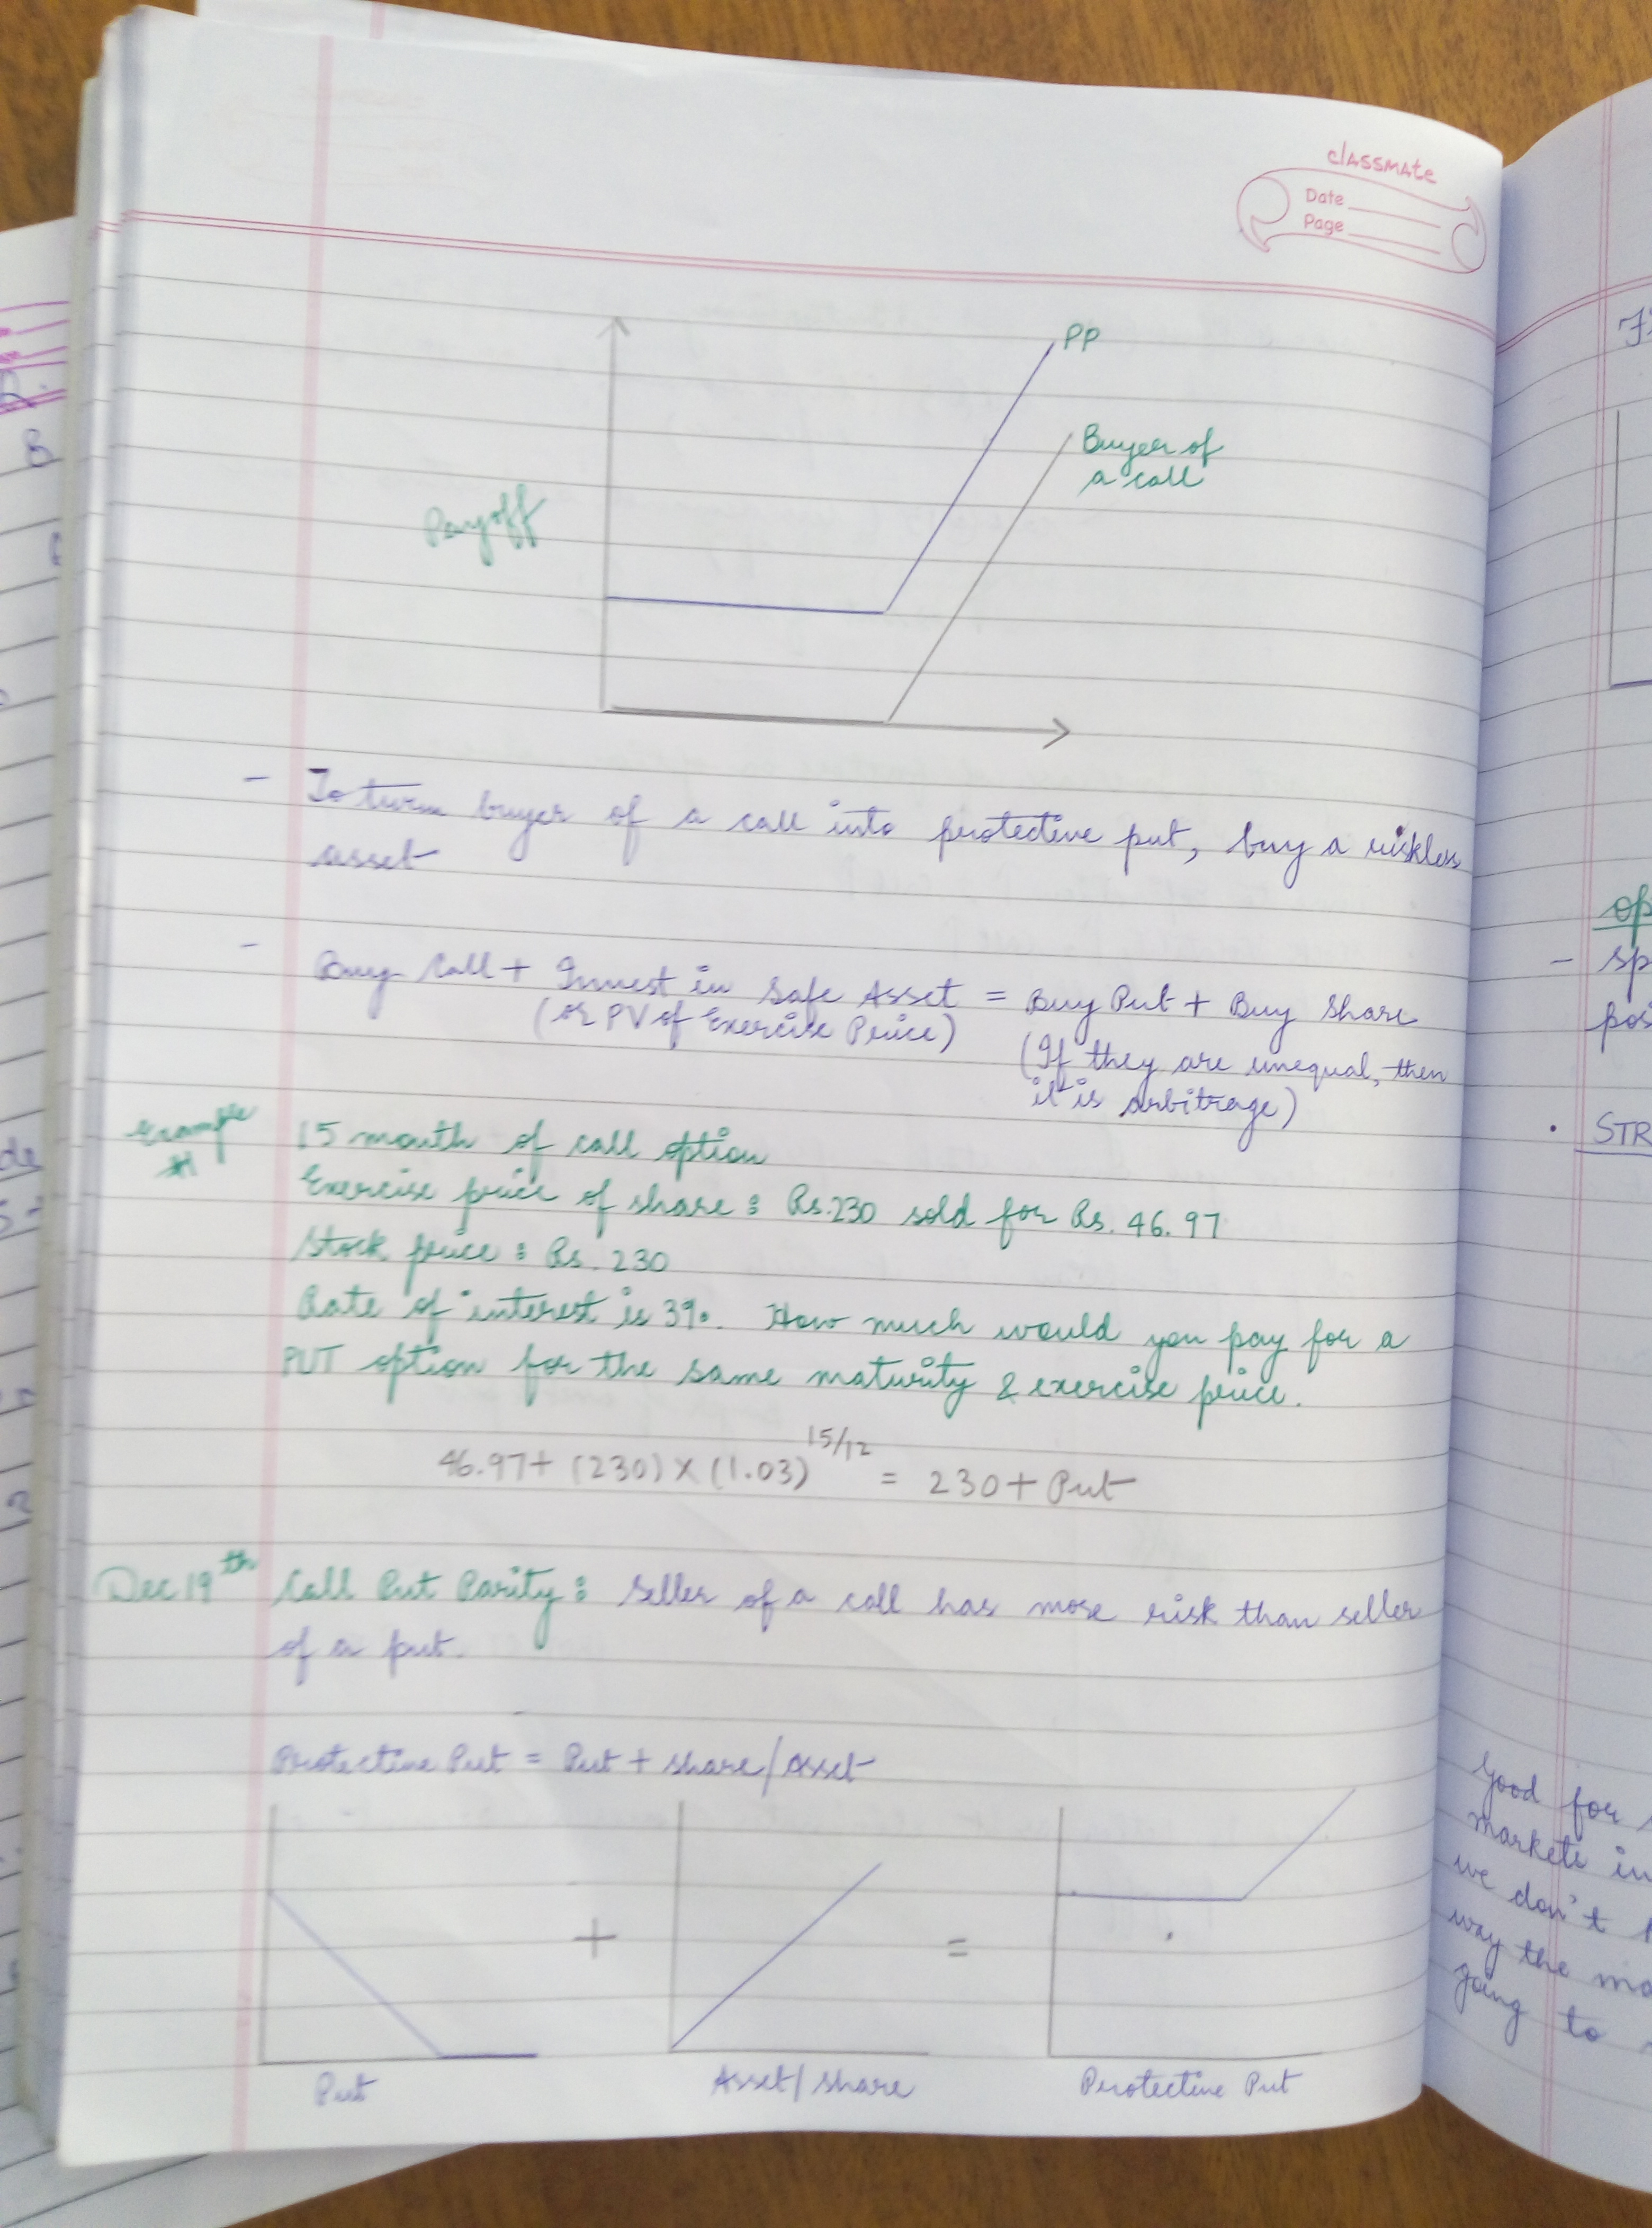 classmate
Date
Page
PP
Buyer of
a call
Payoff
- To turn buyer of a call into protective put, buy a riskless
asset
- Buy Call + Invest in Safe Asset = Buy Put + Buy Share
(or PV of Exercise Price)
(If they are unequal, then
it is arbitrage)
Example
#1
15 month of call option
Exercise price of share : Rs.230 sold for Rs. 46.97
Stock price : Rs. 230
Rate of interest is 3%. How much would you pay for a
PUT option for the same maturity & exercise price.
46.97 + (230) × (1.03)^15/12 = 230 + Put
Dec 19th Call Put Parity : Seller of a call has more risk than seller
of a put.
Protective Put = Put + share/Asset
+ =
Put Asset/share Protective Put
- Sp
pos
• STR
Good for
markets in
we don't
way the
going to